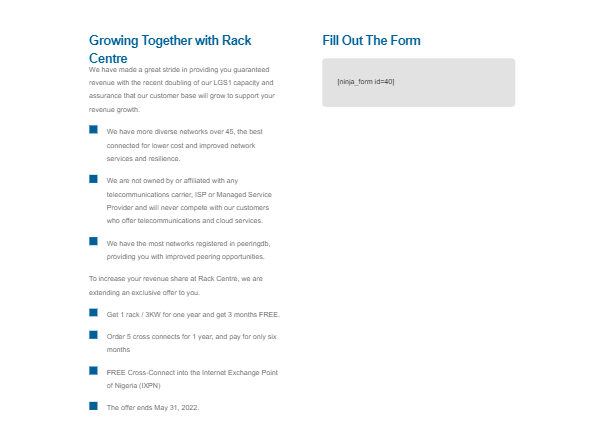 Growing Together with Rack
Centre
We have made a great stride in providing you guaranteed
revenue with the recent doubling of our LGS1 capacity and
assurance that our customer base will grow to support your
revenue growth.
We have more diverse networks over 45, the best
connected for lower cost and improved network
services and resilience.
We are not owned by or affiliated with any
telecommunications carrier, ISP or Managed Service
Provider and will never compete with our customers
who offer telecommunications and cloud services.
We have the most networks registered in peeringdb,
providing you with improved peering opportunities.
To increase your revenue share at Rack Centre, we are
extending an exclusive offer to you.
Get 1 rack / 3KW for one year and get 3 months FREE.
Order 5 cross connects for 1 year, and pay for only six
months
FREE Cross-Connect into the Internet Exchange Point
of Nigeria (IXPN)
The offer ends May 31, 2022.
Fill Out The Form
[ninja_form id=40]